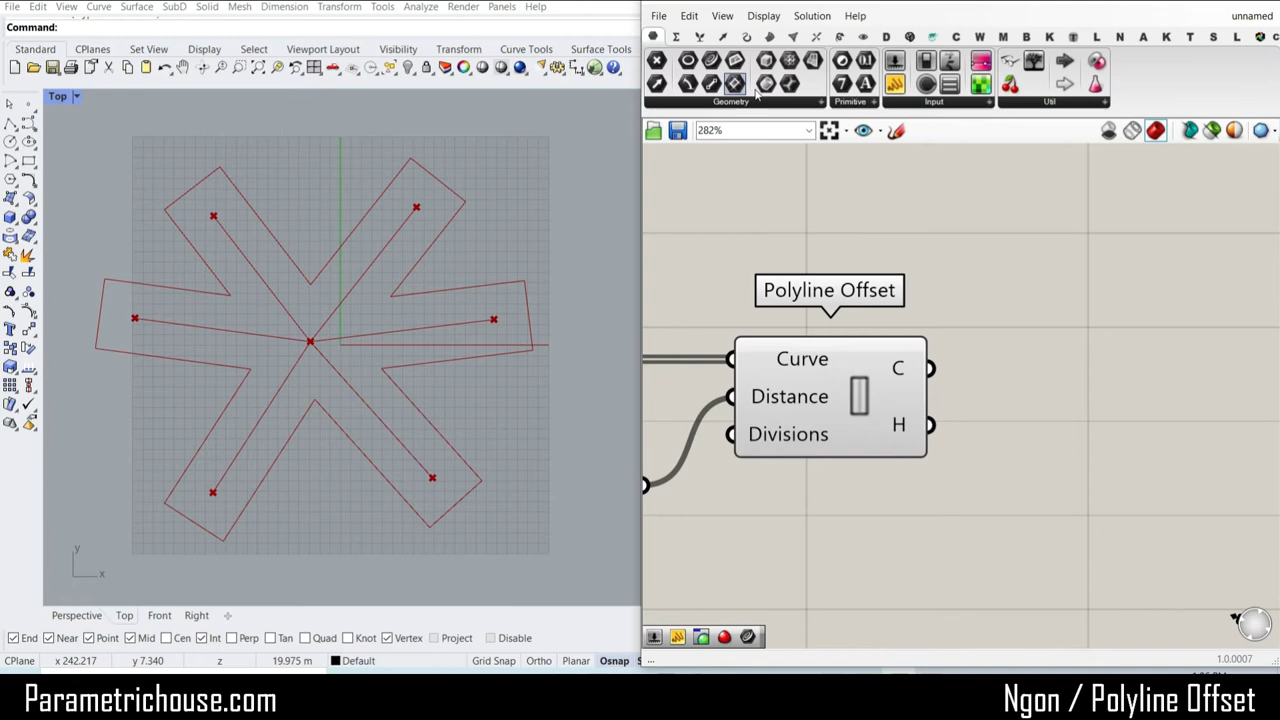 File Edit View Curve Surface SubD Solid Mesh Dimension Transform Tools Analyze Render Panels Help
Command:
Standard CPlanes Set View Display Select Viewport Layout Visibility Transform Curve Tools Surface Tools
Top
y
x
Perspective Top Front Right
End Near Point Mid Cen Int Perp Tan Quad Knot Vertex Project Disable
CPlane x 242.217 y 7.340 z 19.975 m Default Grid Snap Ortho Planar Osnap
File Edit View Display Solution Help unnamed
D C W M B K L N A D K L L C
Geometry Primitive Input Util
282%
Polyline Offset
Curve
Distance
Divisions
C
H
...
1.0.0007
Parametrichouse.com
Ngon / Polyline Offset